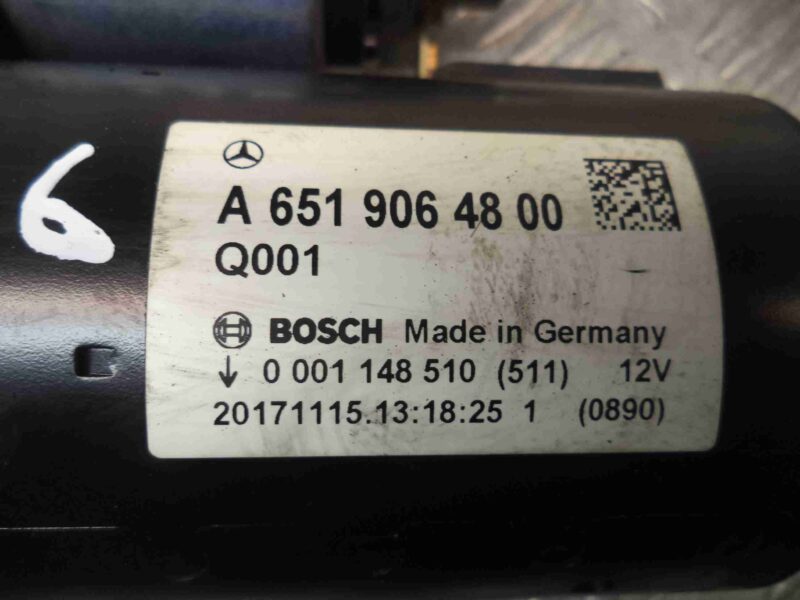 6
A 651 906 48 00
Q001
BOSCH Made in Germany
0 001 148 510 (511) 12V
20171115.13:18:25 1 (0890)